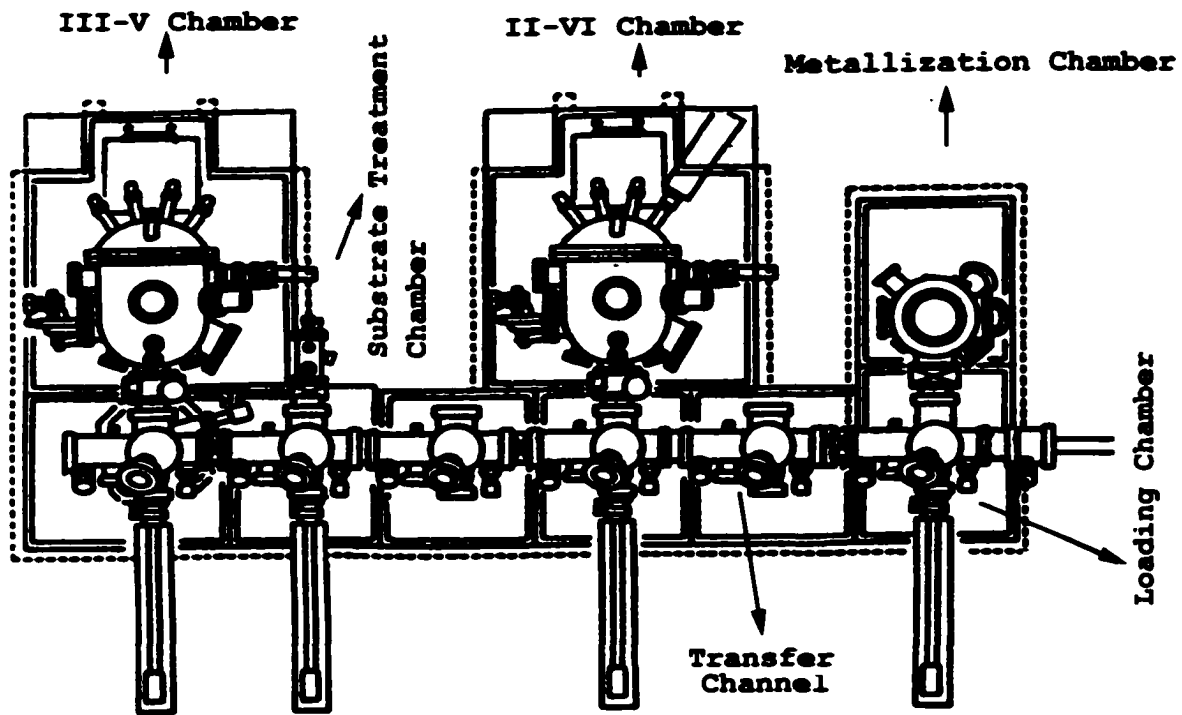 III-V Chamber
II-VI Chamber
Metallization Chamber
Substrate Treatment
Chamber
Loading Chamber
Transfer
Channel